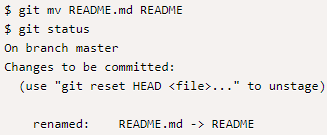 $ git mv README.md README
$ git status
On branch master
Changes to be committed:
  (use "git reset HEAD <file>..." to unstage)

    renamed:    README.md -> README